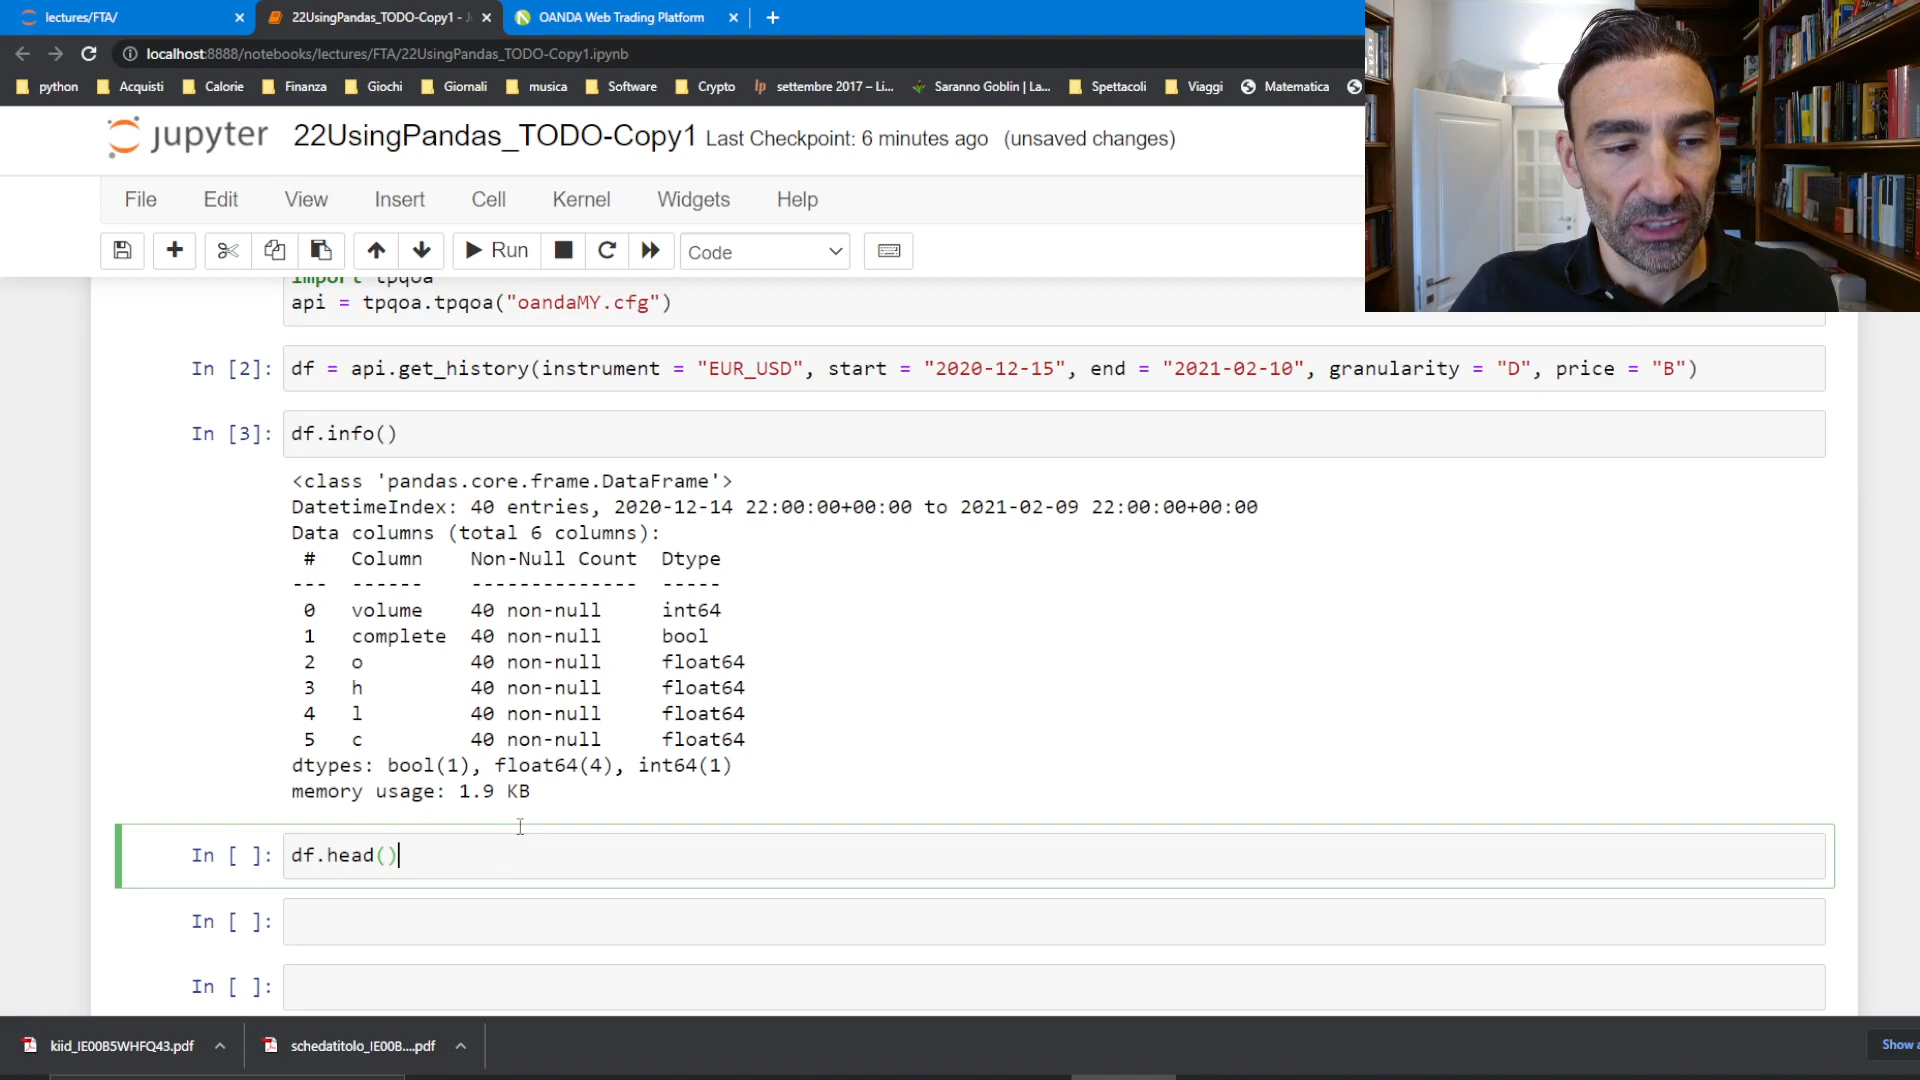 lectures/FTA/
22UsingPandas_TODO-Copy1 - J
OANDA Web Trading Platform
localhost:8888/notebooks/lectures/FTA/22UsingPandas_TODO-Copy1.ipynb
python
Acquisti
Calorie
Finanza
Giochi
Giornali
musica
Software
Crypto
lp settembre 2017 – Li...
Saranno Goblin | La...
Spettacoli
Viaggi
Matematica
jupyter
22UsingPandas_TODO-Copy1 Last Checkpoint: 6 minutes ago (unsaved changes)
File Edit View Insert Cell Kernel Widgets Help
Run
Code
import tpqoa
api = tpqoa.tpqoa("oandaMY.cfg")
In [2]: df = api.get_history(instrument = "EUR_USD", start = "2020-12-15", end = "2021-02-10", granularity = "D", price = "B")
In [3]: df.info()
<class 'pandas.core.frame.DataFrame'>
DatetimeIndex: 40 entries, 2020-12-14 22:00:00+00:00 to 2021-02-09 22:00:00+00:00
Data columns (total 6 columns):
# Column Non-Null Count Dtype
--- ------ -------------- -----
0 volume 40 non-null int64
1 complete 40 non-null bool
2 o 40 non-null float64
3 h 40 non-null float64
4 l 40 non-null float64
5 c 40 non-null float64
dtypes: bool(1), float64(4), int64(1)
memory usage: 1.9 KB
In [ ]: df.head()
In [ ]:
In [ ]:
kiid_IE00B5WHFQ43.pdf
schedatitolo_IE00B....pdf
Show a